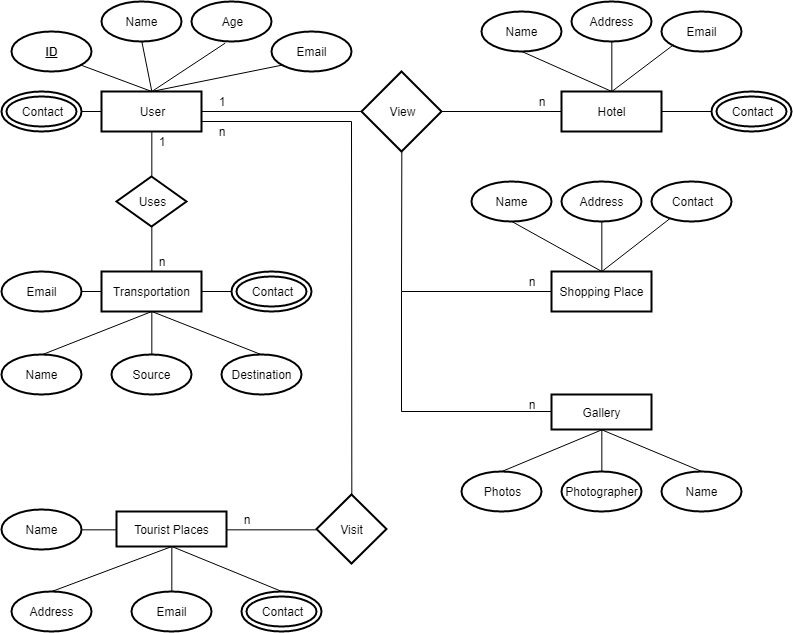 Name
Age
Name
Address
Email
ID
Email
Contact
User
1
n
View
n
Hotel
Contact
1
Uses
n
Name
Address
Contact
Email
Transportation
Contact
n
Shopping Place
Name
Source
Destination
n
Gallery
Photos
Photographer
Name
Name
Tourist Places
n
Visit
Address
Email
Contact